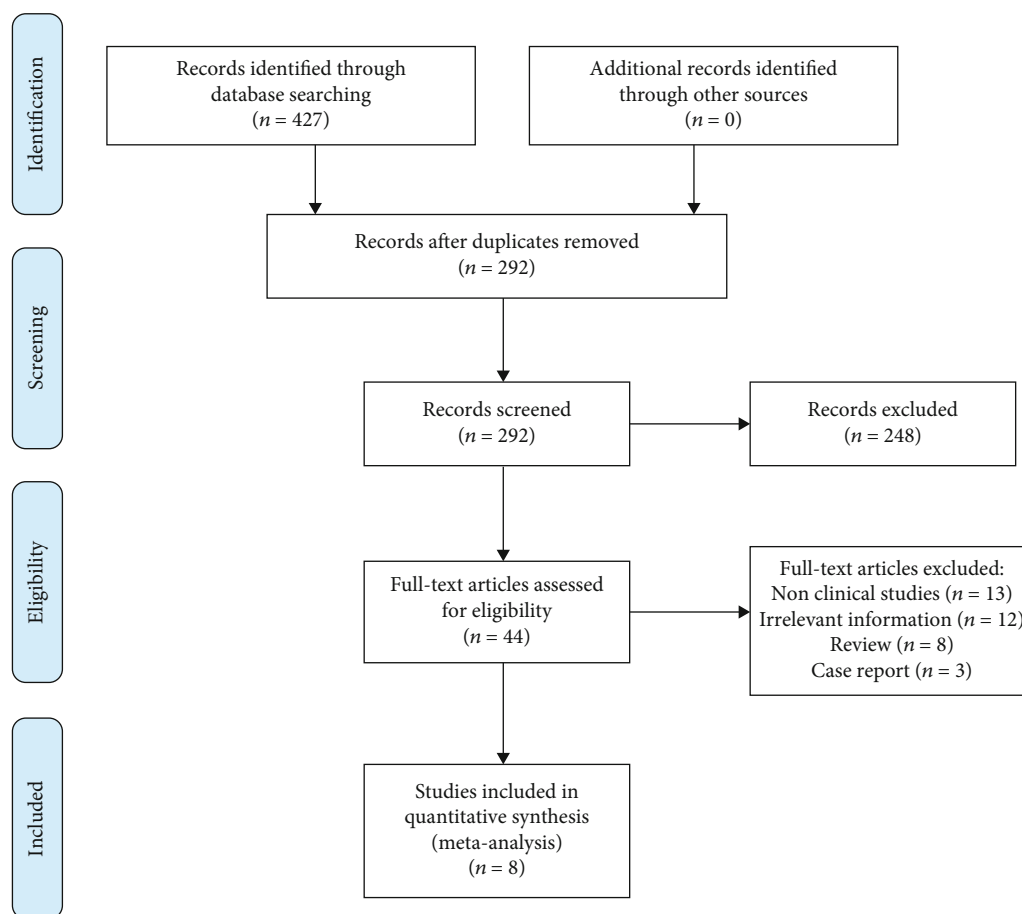 Identification
Records identified through
database searching
(n = 427)
Additional records identified
through other sources
(n = 0)
Records after duplicates removed
(n = 292)
Screening
Records screened
(n = 292)
Records excluded
(n = 248)
Eligibility
Full-text articles assessed
for eligibility
(n = 44)
Full-text articles excluded:
Non clinical studies (n = 13)
Irrelevant information (n = 12)
Review (n = 8)
Case report (n = 3)
Included
Studies included in
quantitative synthesis
(meta-analysis)
(n = 8)